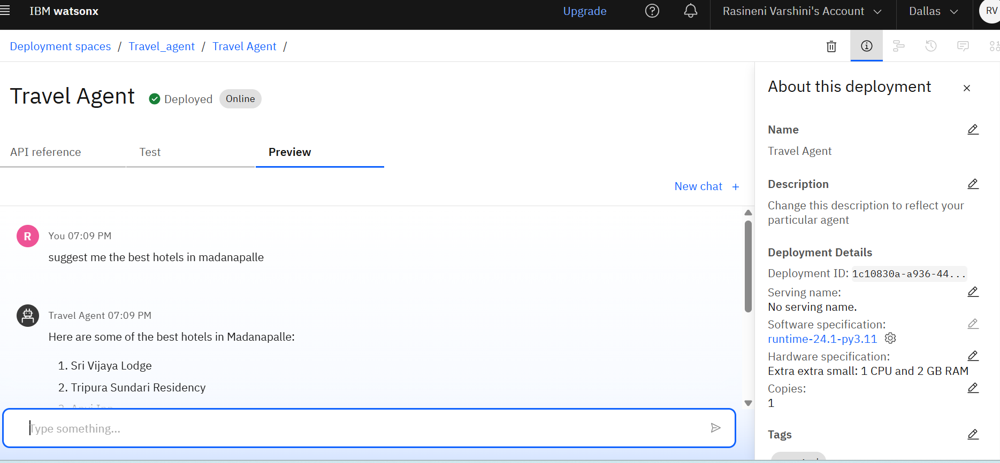 IBM watsonx
Upgrade
Rasineni Varshini's Account
Dallas
RV
Deployment spaces / Travel_agent / Travel Agent /
Travel Agent
Deployed
Online
API reference
Test
Preview
New chat +
R
You 07:09 PM
suggest me the best hotels in madanapalle
Travel Agent 07:09 PM
Here are some of the best hotels in Madanapalle:
1. Sri Vijaya Lodge
2. Tripura Sundari Residency
Type something...
About this deployment
Name
Travel Agent
Description
Change this description to reflect your
particular agent
Deployment Details
Deployment ID: 1c10830a-a936-44...
Serving name:
No serving name.
Software specification:
runtime-24.1-py3.11
Hardware specification:
Extra extra small: 1 CPU and 2 GB RAM
Copies:
1
Tags